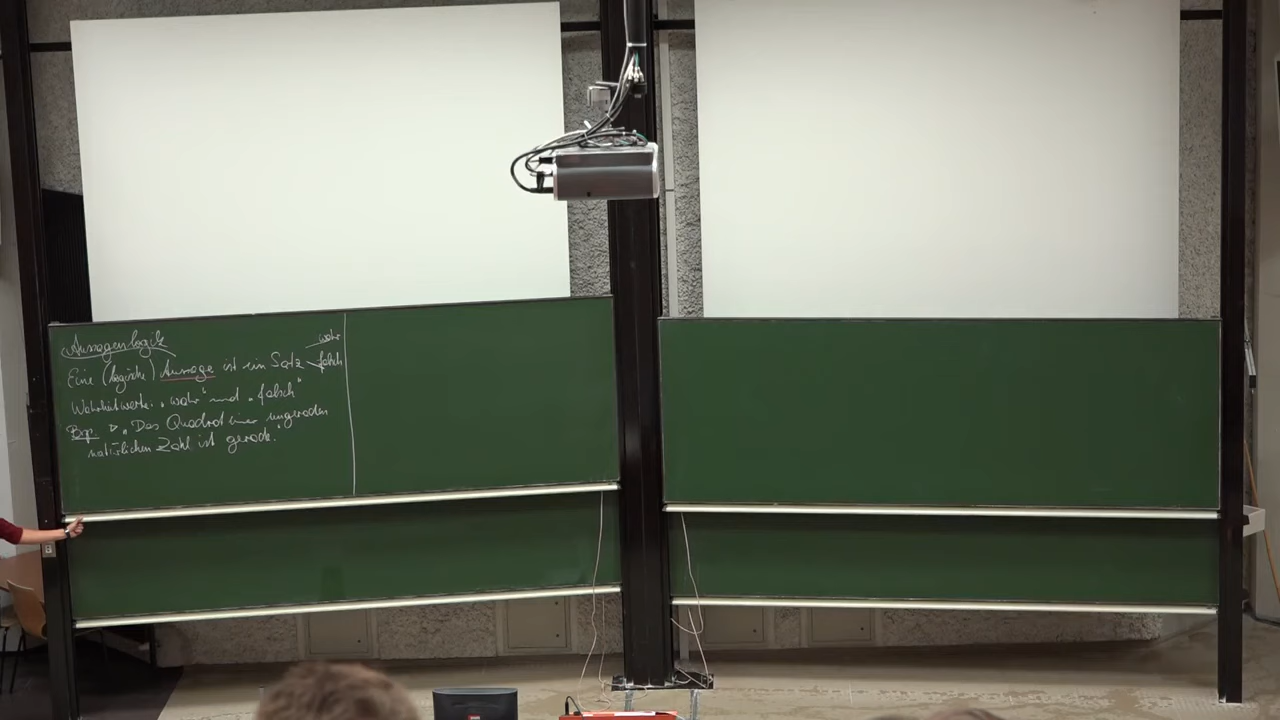 Aussagenlogik
Eine (logische) Aussage ist ein Satz wahr falsch
Wahrheitswerte: „wahr“ und „falsch“
Bsp. ▷ „Das Quadrat einer ungeraden
natürlichen Zahl ist gerade.“